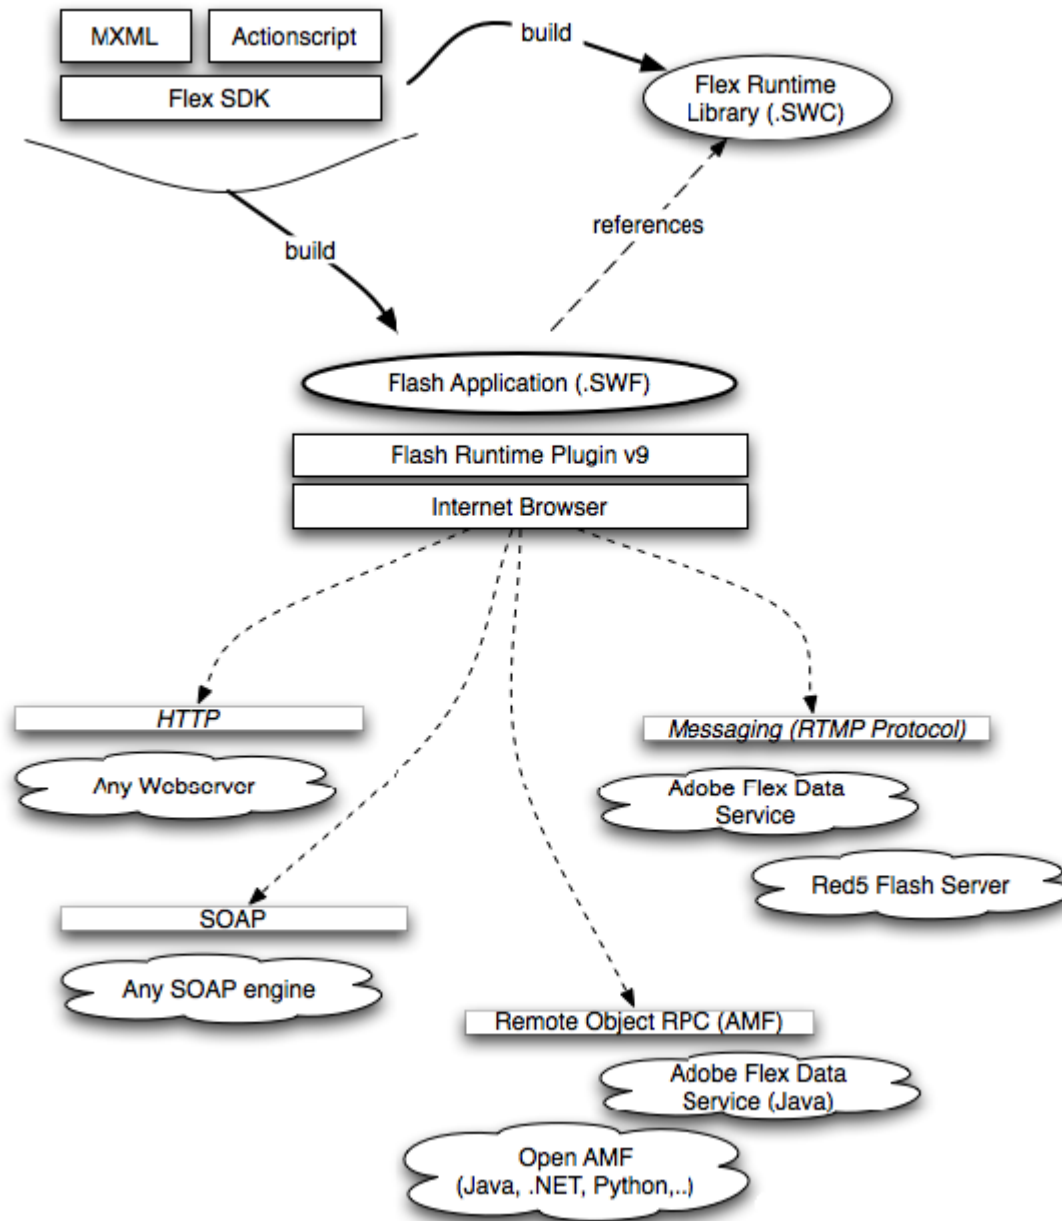 MXML
Actionscript
Flex SDK
build
Flex Runtime
Library (.SWC)
build
references
Flash Application (.SWF)
Flash Runtime Plugin v9
Internet Browser
HTTP
Any Webserver
Messaging (RTMP Protocol)
Adobe Flex Data
Service
Red5 Flash Server
SOAP
Any SOAP engine
Remote Object RPC (AMF)
Adobe Flex Data
Service (Java)
Open AMF
(Java, .NET, Python,..)